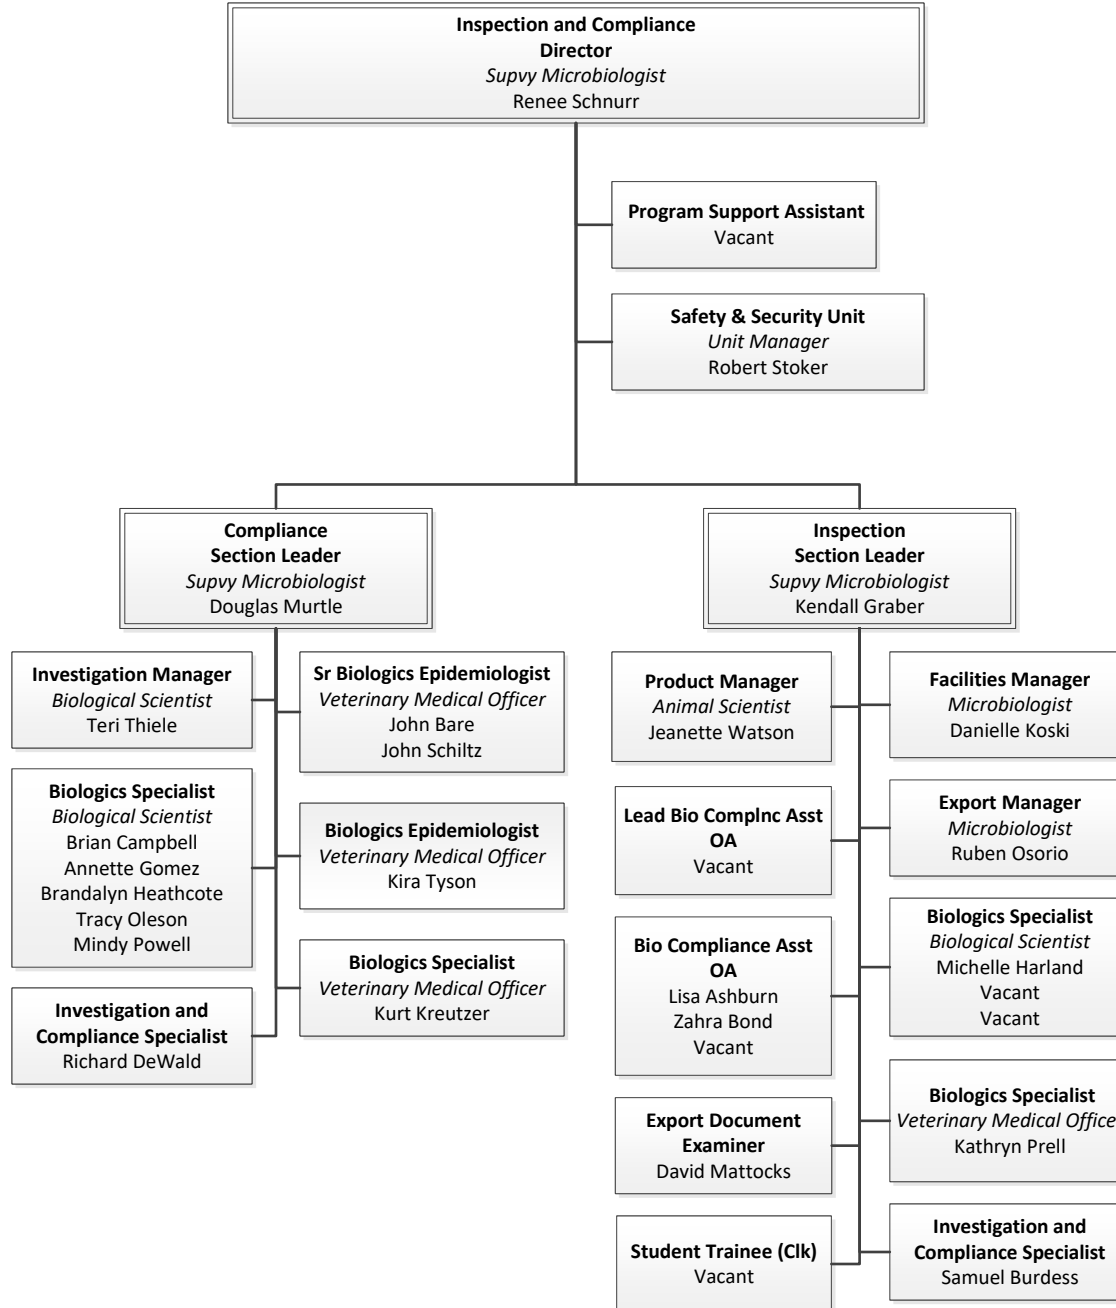 Inspection and Compliance
Director
Supvy Microbiologist
Renee Schnurr
Program Support Assistant
Vacant
Safety & Security Unit
Unit Manager
Robert Stoker
Compliance
Section Leader
Supvy Microbiologist
Douglas Murtle
Investigation Manager
Biological Scientist
Teri Thiele
Sr Biologics Epidemiologist
Veterinary Medical Officer
John Bare
John Schiltz
Biologics Specialist
Biological Scientist
Brian Campbell
Annette Gomez
Brandalyn Heathcote
Tracy Oleson
Mindy Powell
Biologics Epidemiologist
Veterinary Medical Officer
Kira Tyson
Biologics Specialist
Veterinary Medical Officer
Kurt Kreutzer
Investigation and
Compliance Specialist
Richard DeWald
Inspection
Section Leader
Supvy Microbiologist
Kendall Graber
Product Manager
Animal Scientist
Jeanette Watson
Facilities Manager
Microbiologist
Danielle Koski
Lead Bio Complnc Asst
OA
Vacant
Export Manager
Microbiologist
Ruben Osorio
Bio Compliance Asst
OA
Lisa Ashburn
Zahra Bond
Vacant
Biologics Specialist
Biological Scientist
Michelle Harland
Vacant
Vacant
Export Document
Examiner
David Mattocks
Biologics Specialist
Veterinary Medical Office
Kathryn Prell
Student Trainee (Clk)
Vacant
Investigation and
Compliance Specialist
Samuel Burdess